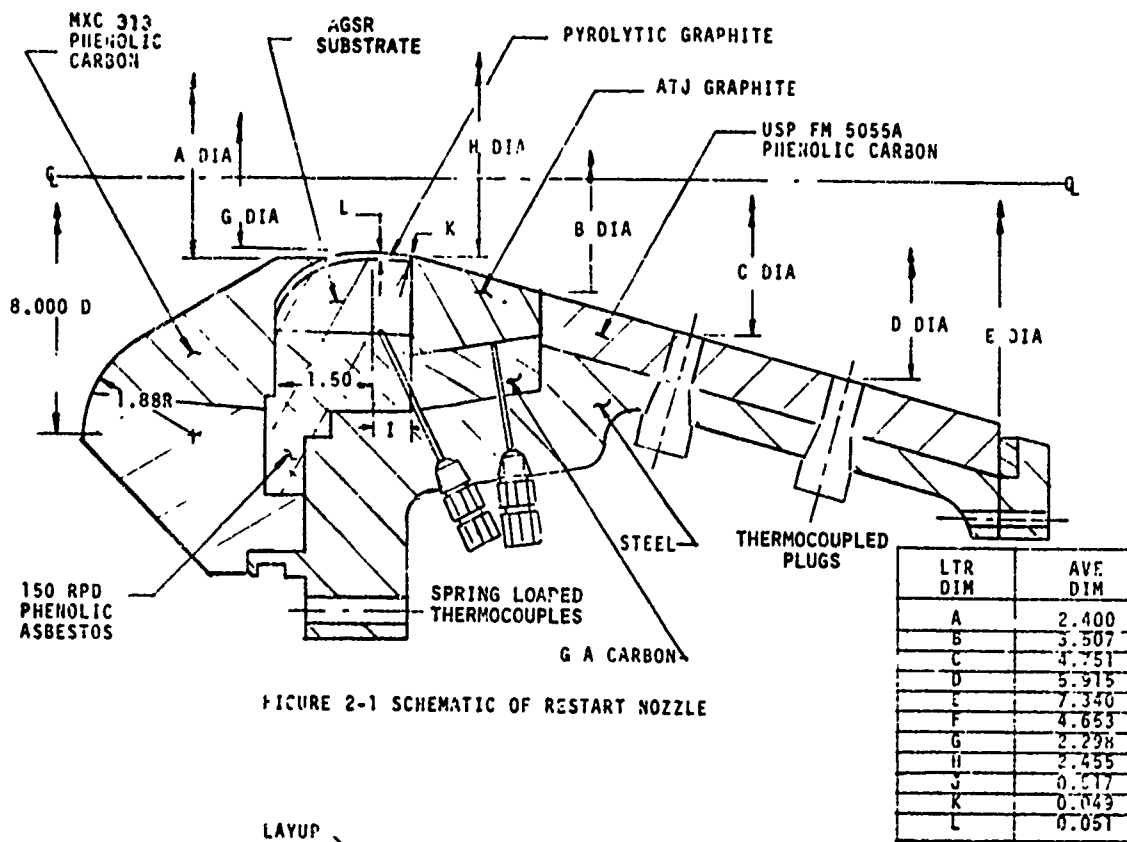 MXC 313
PHENOLIC
CARBON
AGSR
SUBSTRATE
PYROLYTIC GRAPHITE
ATJ GRAPHITE
USP FM 5055A
PHENOLIC CARBON
A DIA
H DIA
G DIA
L
K
B DIA
C DIA
D DIA
E DIA
8.000 D
1.88R
1.50
I
STEEL
THERMOCOUPLED
PLUGS
150 RPD
PHENOLIC
ASBESTOS
SPRING LOADED
THERMOCOUPLES
G A CARBON
FIGURE 2-1 SCHEMATIC OF RESTART NOZZLE
LTR DIM AVE DIM
A 2.400
B 3.507
C 4.751
D 5.915
E 7.340
F 4.653
G 2.298
H 2.455
J
K 0.049
L 0.051
LAYUP